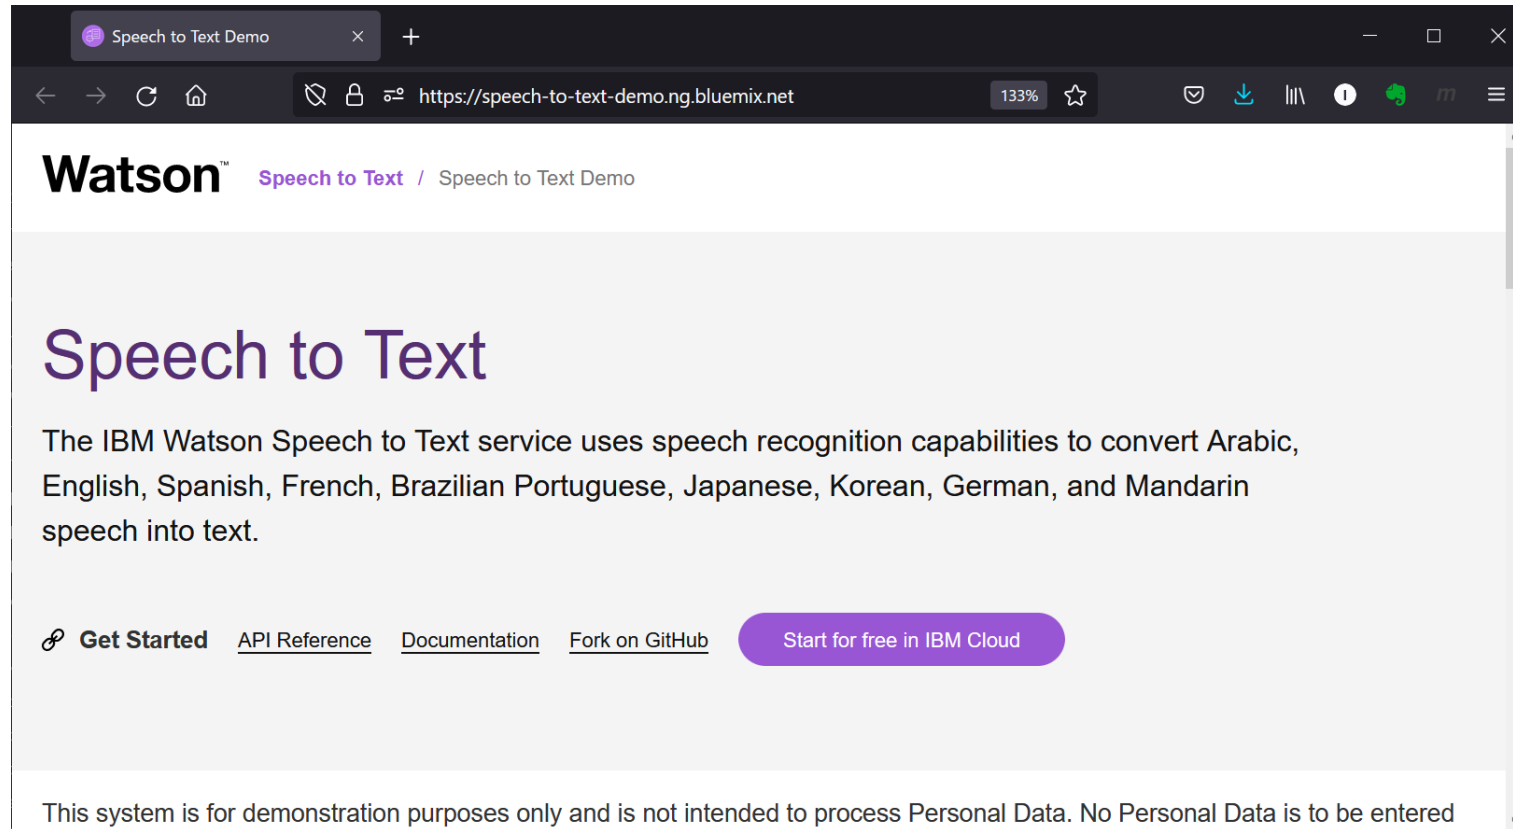 Speech to Text Demo
https://speech-to-text-demo.ng.bluemix.net 133%
Watson™ Speech to Text / Speech to Text Demo
Speech to Text
The IBM Watson Speech to Text service uses speech recognition capabilities to convert Arabic,
English, Spanish, French, Brazilian Portuguese, Japanese, Korean, German, and Mandarin
speech into text.
Get Started API Reference Documentation Fork on GitHub Start for free in IBM Cloud
This system is for demonstration purposes only and is not intended to process Personal Data. No Personal Data is to be entered